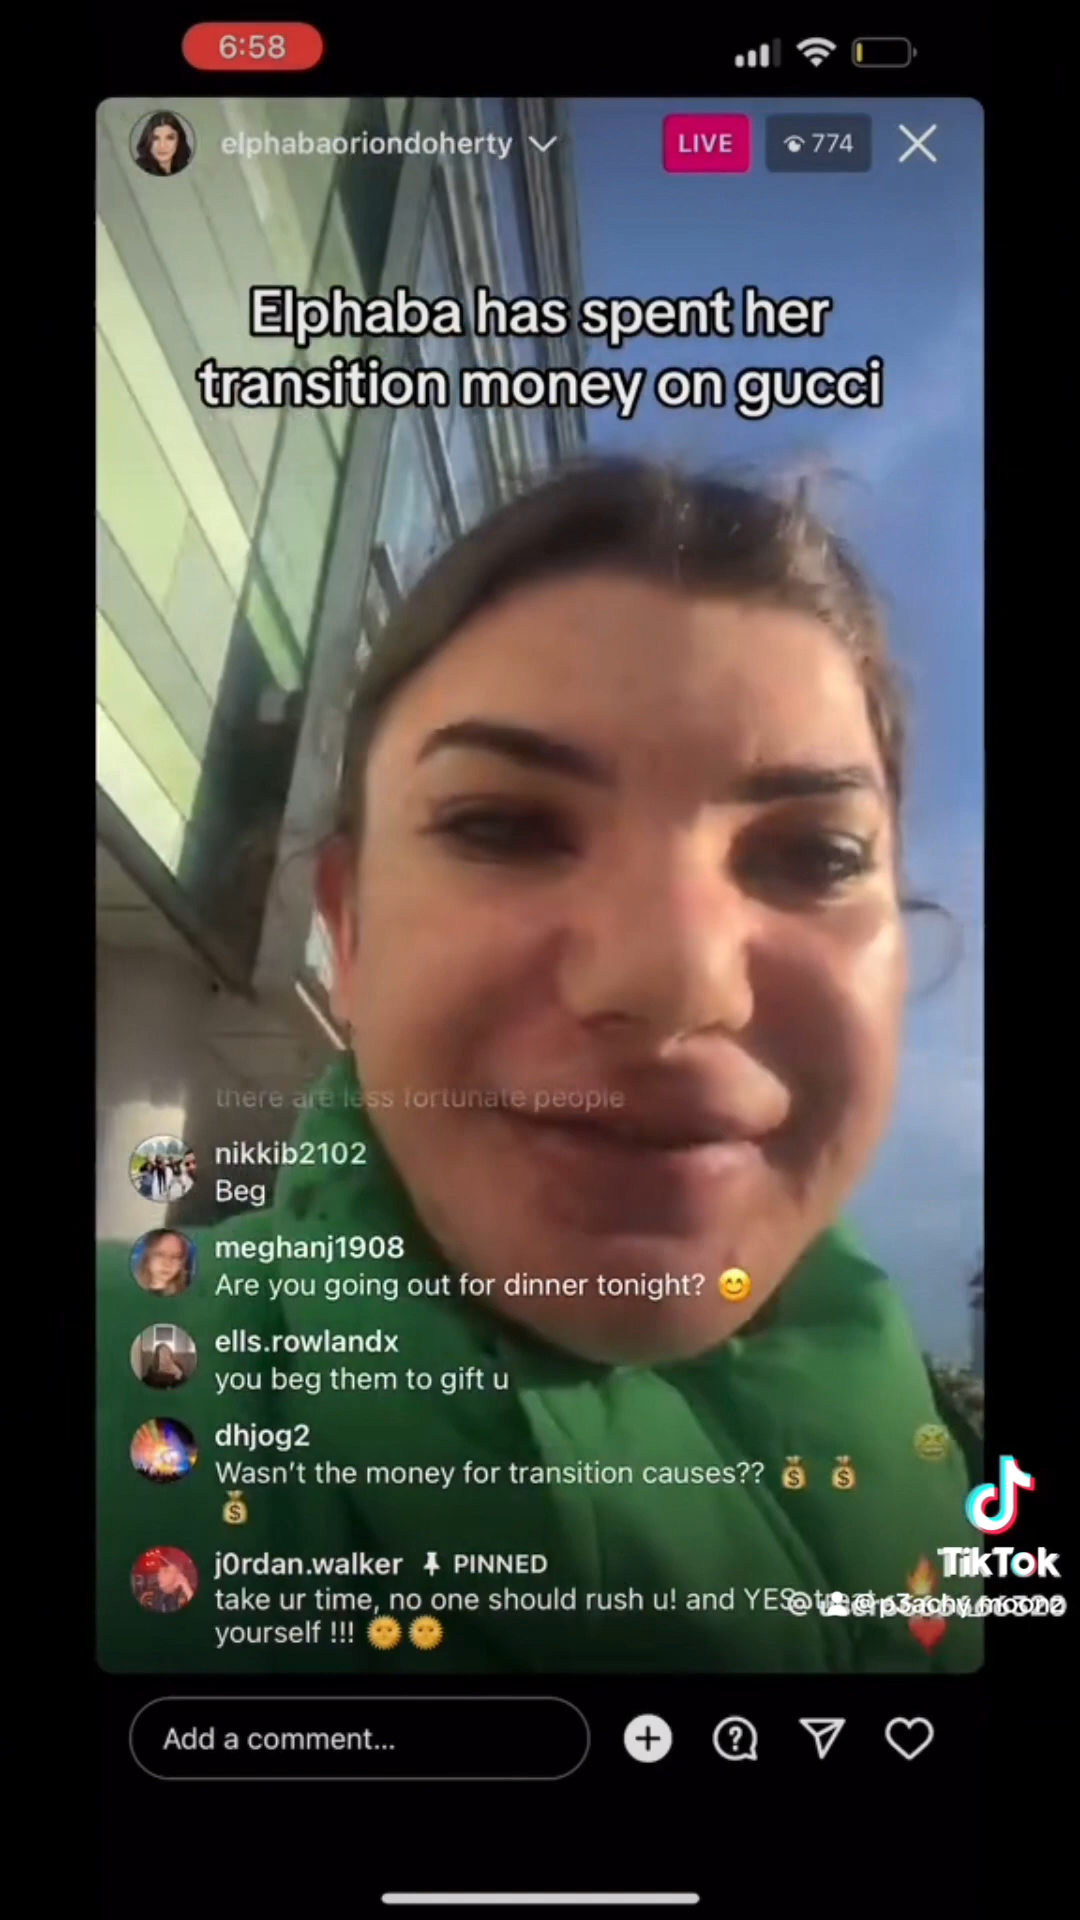 6:58
elphabaoriondoherty
LIVE
774
Elphaba has spent her
transition money on gucci
there are less fortunate people
nikkib2102
Beg
meghanj1908
Are you going out for dinner tonight? 😊
ells.rowlandx
you beg them to gift u
dhjog2
Wasn't the money for transition causes?? 💰 💰
💰
j0rdan.walker PINNED
take ur time, no one should rush u! and YES treat
yourself !!! 🌞🌞
TikTok
Add a comment...